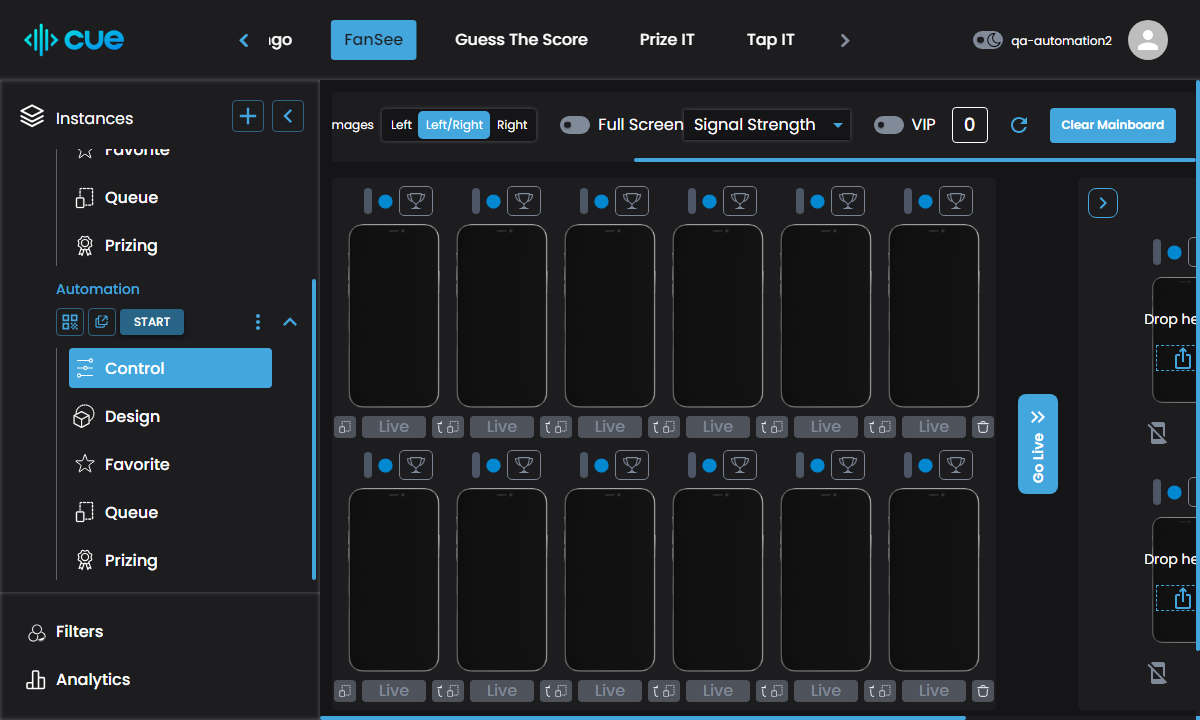 cue
ngo
FanSee
Guess The Score
Prize IT
Tap IT
qa-automation2
Instances
Favorite
Queue
Prizing
Automation
START
Control
Design
Favorite
Queue
Prizing
Filters
Analytics
mages
Left
Left/Right
Right
Full Screen
Signal Strength
VIP
0
Clear Mainboard
Live
Live
Live
Live
Live
Live
Live
Live
Live
Live
Live
Live
Go Live
Drop he
Drop he